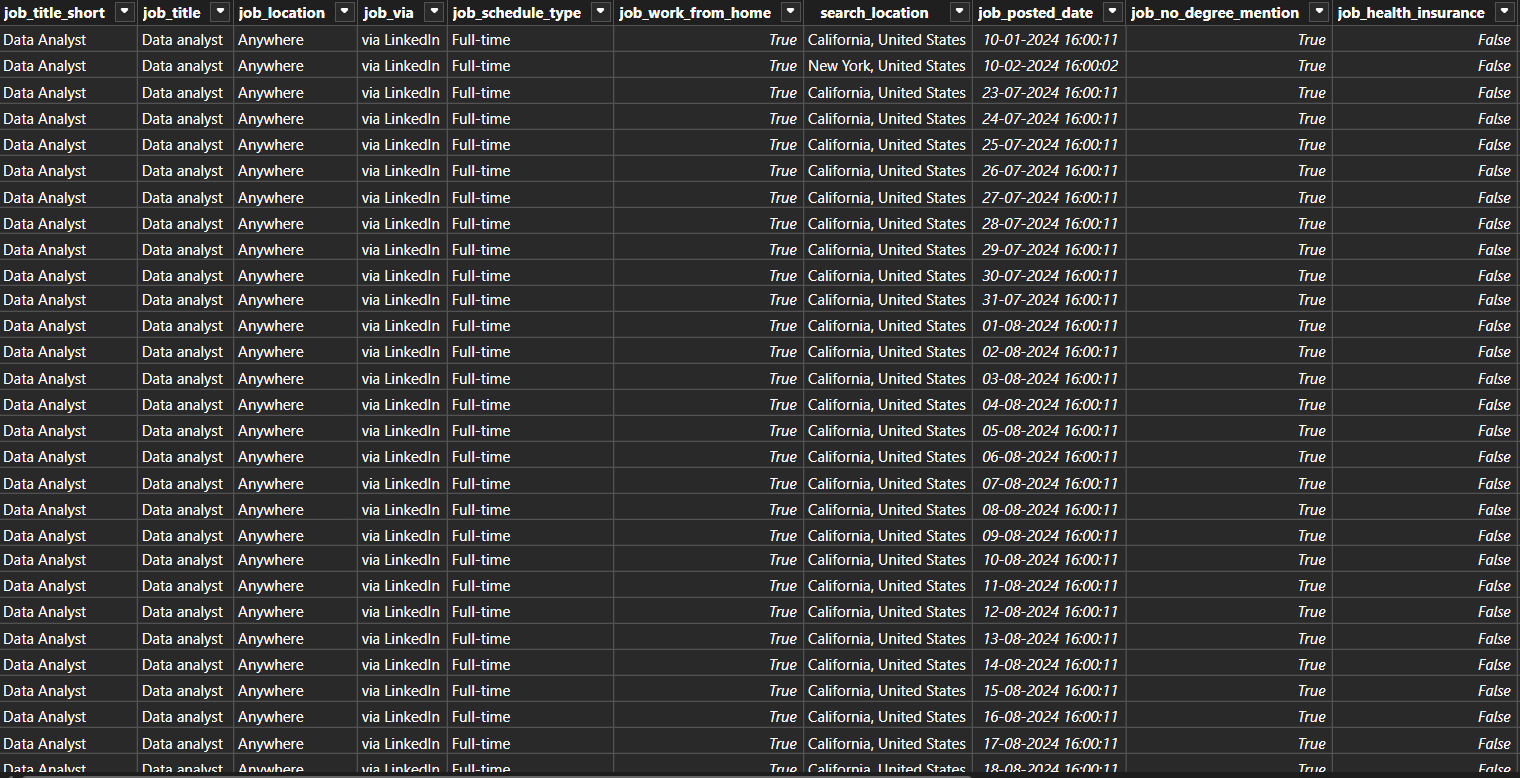 job_title_short job_title job_location job_via job_schedule_type job_work_from_home search_location job_posted_date job_no_degree_mention job_health_insurance
Data Analyst Data analyst Anywhere via LinkedIn Full-time True California, United States 10-01-2024 16:00:11 True False
Data Analyst Data analyst Anywhere via LinkedIn Full-time True New York, United States 10-02-2024 16:00:02 True False
Data Analyst Data analyst Anywhere via LinkedIn Full-time True California, United States 23-07-2024 16:00:11 True False
Data Analyst Data analyst Anywhere via LinkedIn Full-time True California, United States 24-07-2024 16:00:11 True False
Data Analyst Data analyst Anywhere via LinkedIn Full-time True California, United States 25-07-2024 16:00:11 True False
Data Analyst Data analyst Anywhere via LinkedIn Full-time True California, United States 26-07-2024 16:00:11 True False
Data Analyst Data analyst Anywhere via LinkedIn Full-time True California, United States 27-07-2024 16:00:11 True False
Data Analyst Data analyst Anywhere via LinkedIn Full-time True California, United States 28-07-2024 16:00:11 True False
Data Analyst Data analyst Anywhere via LinkedIn Full-time True California, United States 29-07-2024 16:00:11 True False
Data Analyst Data analyst Anywhere via LinkedIn Full-time True California, United States 30-07-2024 16:00:11 True False
Data Analyst Data analyst Anywhere via LinkedIn Full-time True California, United States 31-07-2024 16:00:11 True False
Data Analyst Data analyst Anywhere via LinkedIn Full-time True California, United States 01-08-2024 16:00:11 True False
Data Analyst Data analyst Anywhere via LinkedIn Full-time True California, United States 02-08-2024 16:00:11 True False
Data Analyst Data analyst Anywhere via LinkedIn Full-time True California, United States 03-08-2024 16:00:11 True False
Data Analyst Data analyst Anywhere via LinkedIn Full-time True California, United States 04-08-2024 16:00:11 True False
Data Analyst Data analyst Anywhere via LinkedIn Full-time True California, United States 05-08-2024 16:00:11 True False
Data Analyst Data analyst Anywhere via LinkedIn Full-time True California, United States 06-08-2024 16:00:11 True False
Data Analyst Data analyst Anywhere via LinkedIn Full-time True California, United States 07-08-2024 16:00:11 True False
Data Analyst Data analyst Anywhere via LinkedIn Full-time True California, United States 08-08-2024 16:00:11 True False
Data Analyst Data analyst Anywhere via LinkedIn Full-time True California, United States 09-08-2024 16:00:11 True False
Data Analyst Data analyst Anywhere via LinkedIn Full-time True California, United States 10-08-2024 16:00:11 True False
Data Analyst Data analyst Anywhere via LinkedIn Full-time True California, United States 11-08-2024 16:00:11 True False
Data Analyst Data analyst Anywhere via LinkedIn Full-time True California, United States 12-08-2024 16:00:11 True False
Data Analyst Data analyst Anywhere via LinkedIn Full-time True California, United States 13-08-2024 16:00:11 True False
Data Analyst Data analyst Anywhere via LinkedIn Full-time True California, United States 14-08-2024 16:00:11 True False
Data Analyst Data analyst Anywhere via LinkedIn Full-time True California, United States 15-08-2024 16:00:11 True False
Data Analyst Data analyst Anywhere via LinkedIn Full-time True California, United States 16-08-2024 16:00:11 True False
Data Analyst Data analyst Anywhere via LinkedIn Full-time True California, United States 17-08-2024 16:00:11 True False
Data Analyst Data analyst Anywhere via LinkedIn Full-time True California, United States 18-08-2024 16:00:11 True False